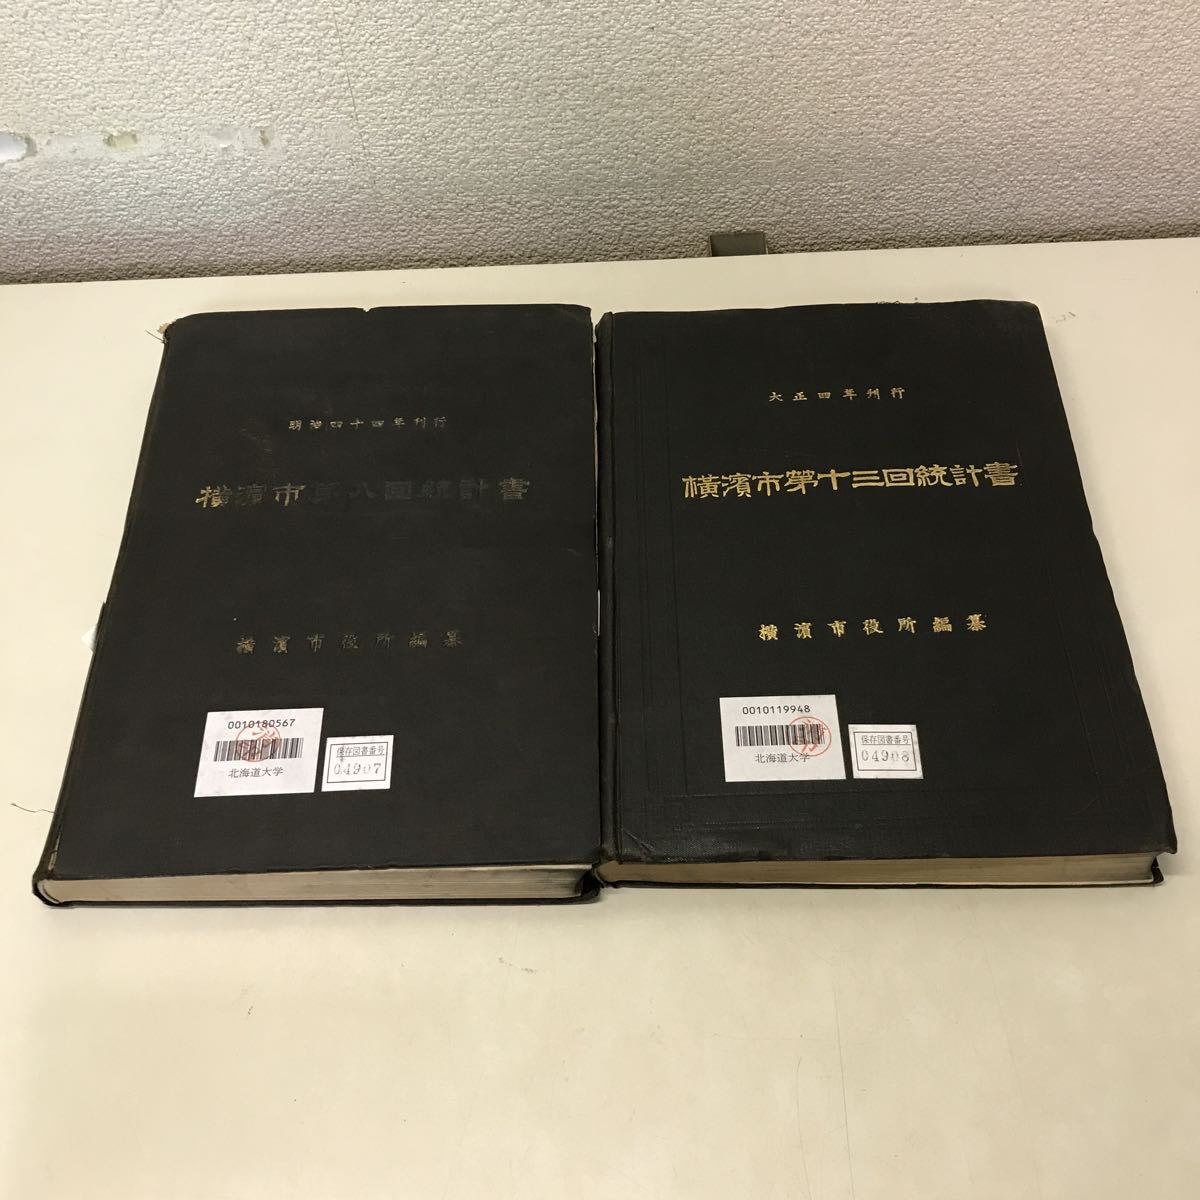 明治四十四年刊行
横濱市第八回統計書
横濱市役所編纂
0010180567
北海道大学
保存図書番号
04907
大正四年刊行
横濱市第十三回統計書
横濱市役所編纂
0010119948
北海道大学
保存図書番号
04908